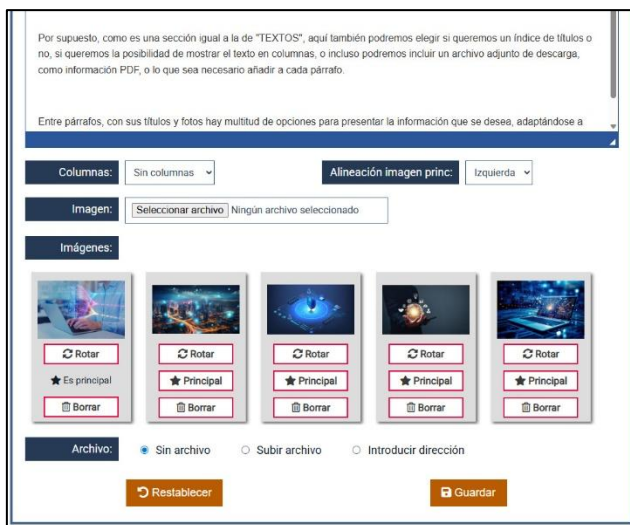 Por supuesto, como es una sección igual a la de "TEXTOS", aquí también podremos elegir si queremos un índice de títulos o
no, si queremos la posibilidad de mostrar el texto en columnas, o incluso podremos incluir un archivo adjunto de descarga,
como información PDF, o lo que sea necesario añadir a cada párrafo.
Entre párrafos, con sus títulos y fotos hay multitud de opciones para presentar la información que se desea, adaptándose a
Columnas: Sin columnas Alineación imagen princ: Izquierda
Imagen: Seleccionar archivo Ningún archivo seleccionado
Imágenes:
Rotar Rotar Rotar Rotar Rotar
Es principal Principal Principal Principal Principal
Borrar Borrar Borrar Borrar Borrar
Archivo: Sin archivo Subir archivo Introducir dirección
Restablecer Guardar